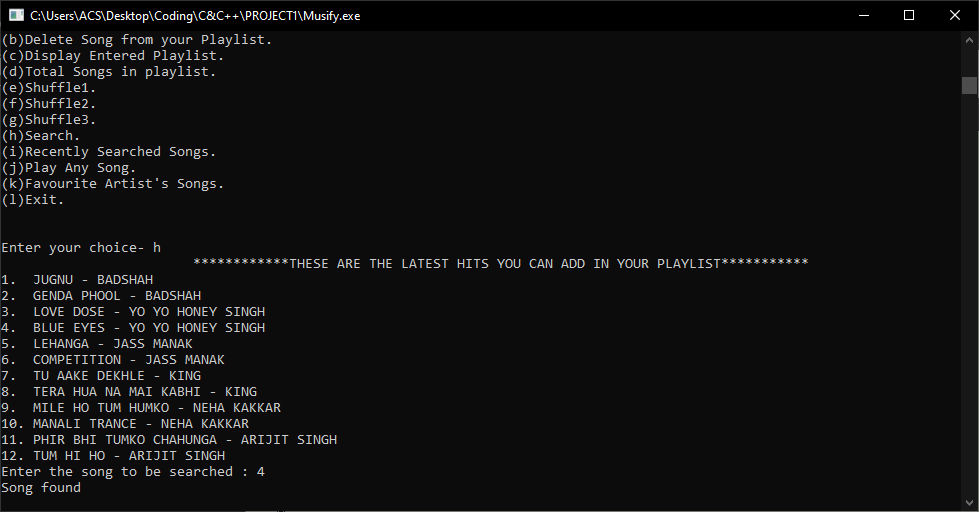 C:\Users\ACS\Desktop\Coding\C&C++\PROJECT1\Musify.exe
(b)Delete Song from your Playlist.
(c)Display Entered Playlist.
(d)Total Songs in playlist.
(e)Shuffle1.
(f)Shuffle2.
(g)Shuffle3.
(h)Search.
(i)Recently Searched Songs.
(j)Play Any Song.
(k)Favourite Artist's Songs.
(l)Exit.
Enter your choice- h
************THESE ARE THE LATEST HITS YOU CAN ADD IN YOUR PLAYLIST***********
1.  JUGNU - BADSHAH
2.  GENDA PHOOL - BADSHAH
3.  LOVE DOSE - YO YO HONEY SINGH
4.  BLUE EYES - YO YO HONEY SINGH
5.  LEHANGA - JASS MANAK
6.  COMPETITION - JASS MANAK
7.  TU AAKE DEKHLE - KING
8.  TERA HUA NA MAI KABHI - KING
9.  MILE HO TUM HUMKO - NEHA KAKKAR
10. MANALI TRANCE - NEHA KAKKAR
11. PHIR BHI TUMKO CHAHUNGA - ARIJIT SINGH
12. TUM HI HO - ARIJIT SINGH
Enter the song to be searched : 4
Song found